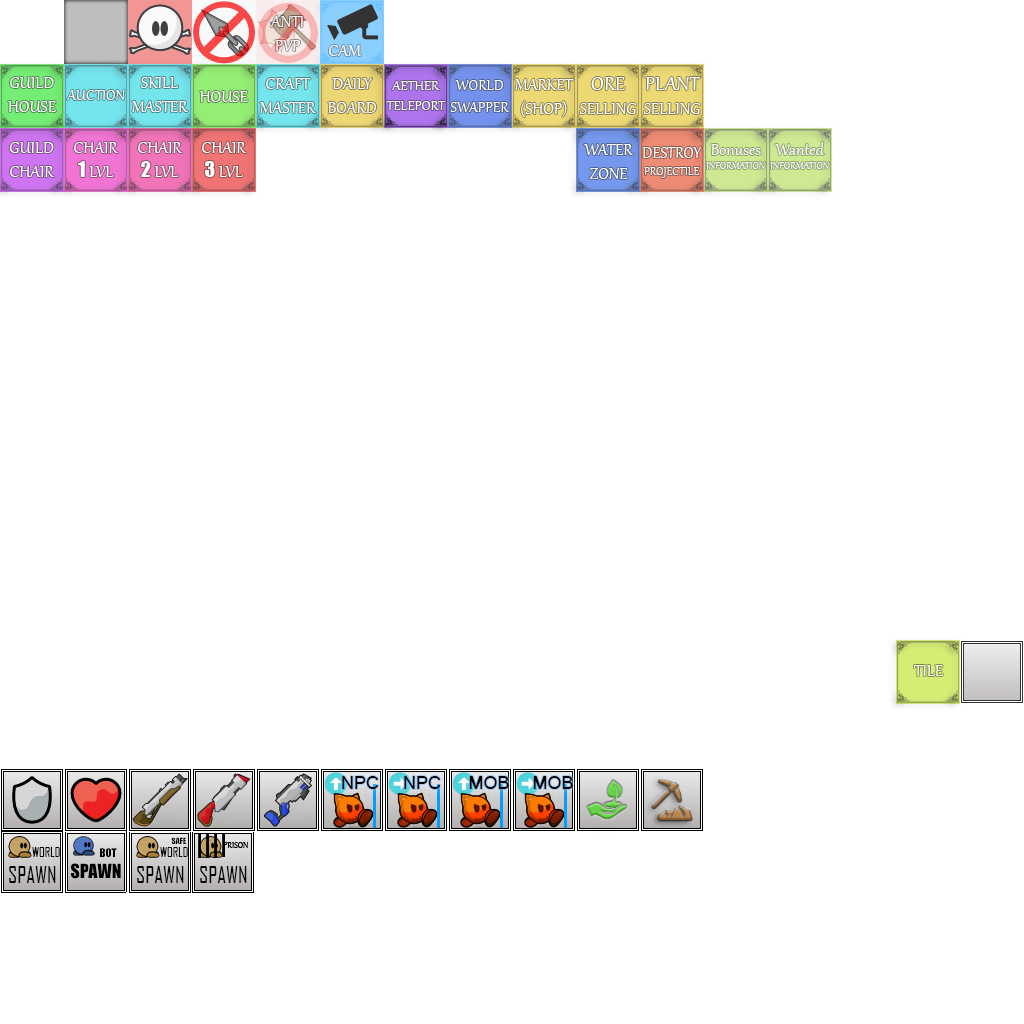 ANTI
PVP
CAM
GUILD
HOUSE
AUCTION
SKILL
MASTER
HOUSE
CRAFT
MASTER
DAILY
BOARD
AETHER
TELEPORT
WORLD
SWAPPER
MARKET
(SHOP)
ORE
SELLING
PLANT
SELLING
GUILD
CHAIR
CHAIR
1 LVL
CHAIR
2 LVL
CHAIR
3 LVL
WATER
ZONE
DESTROY
PROJECTILE
Bonuses
INFORMATION
Wanted
INFORMATION
TILE
NPC
NPC
MOB
MOB
WORLD
SPAWN
BOT
SPAWN
SAFE
WORLD
SPAWN
PRISON
SPAWN